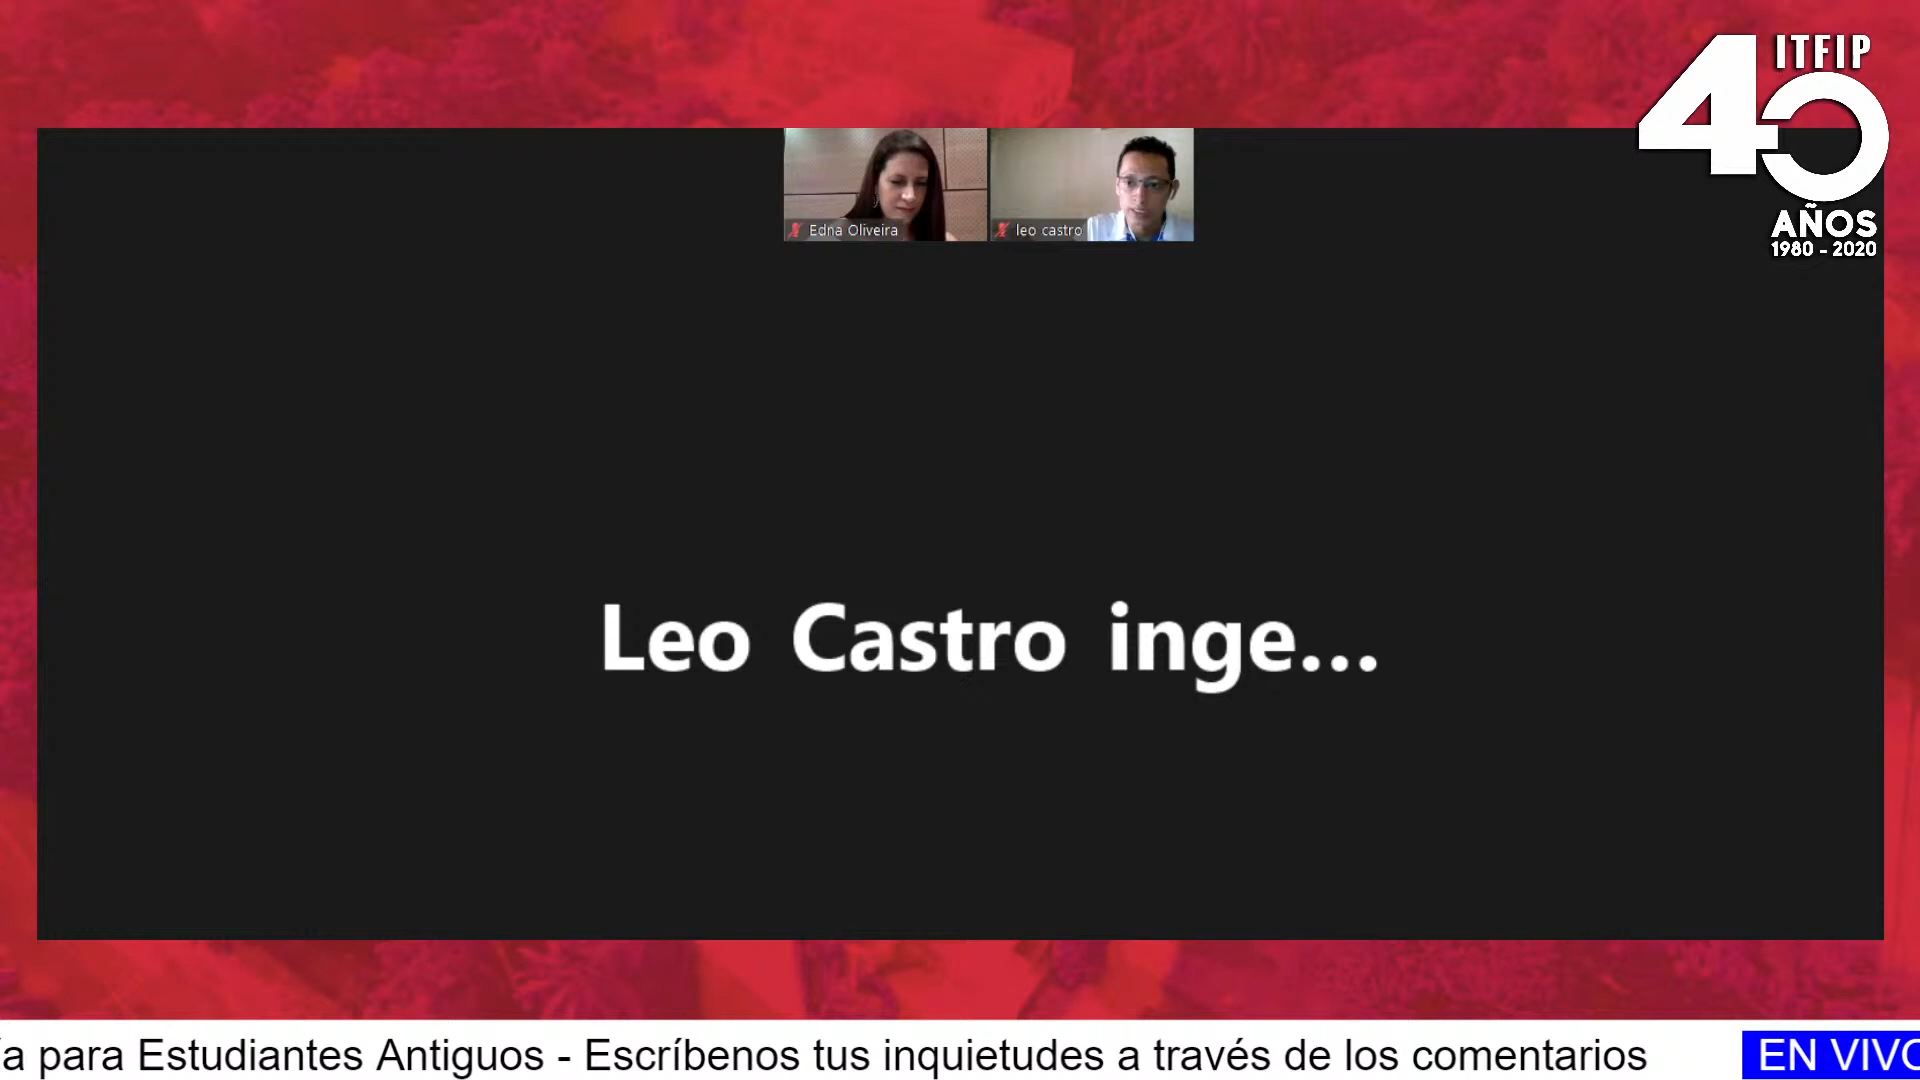 ITFIP
40
AÑOS
1980 - 2020
Edna Oliveira
leo castro
Leo Castro inge...
ía para Estudiantes Antiguos - Escríbenos tus inquietudes a través de los comentarios
EN VIVO